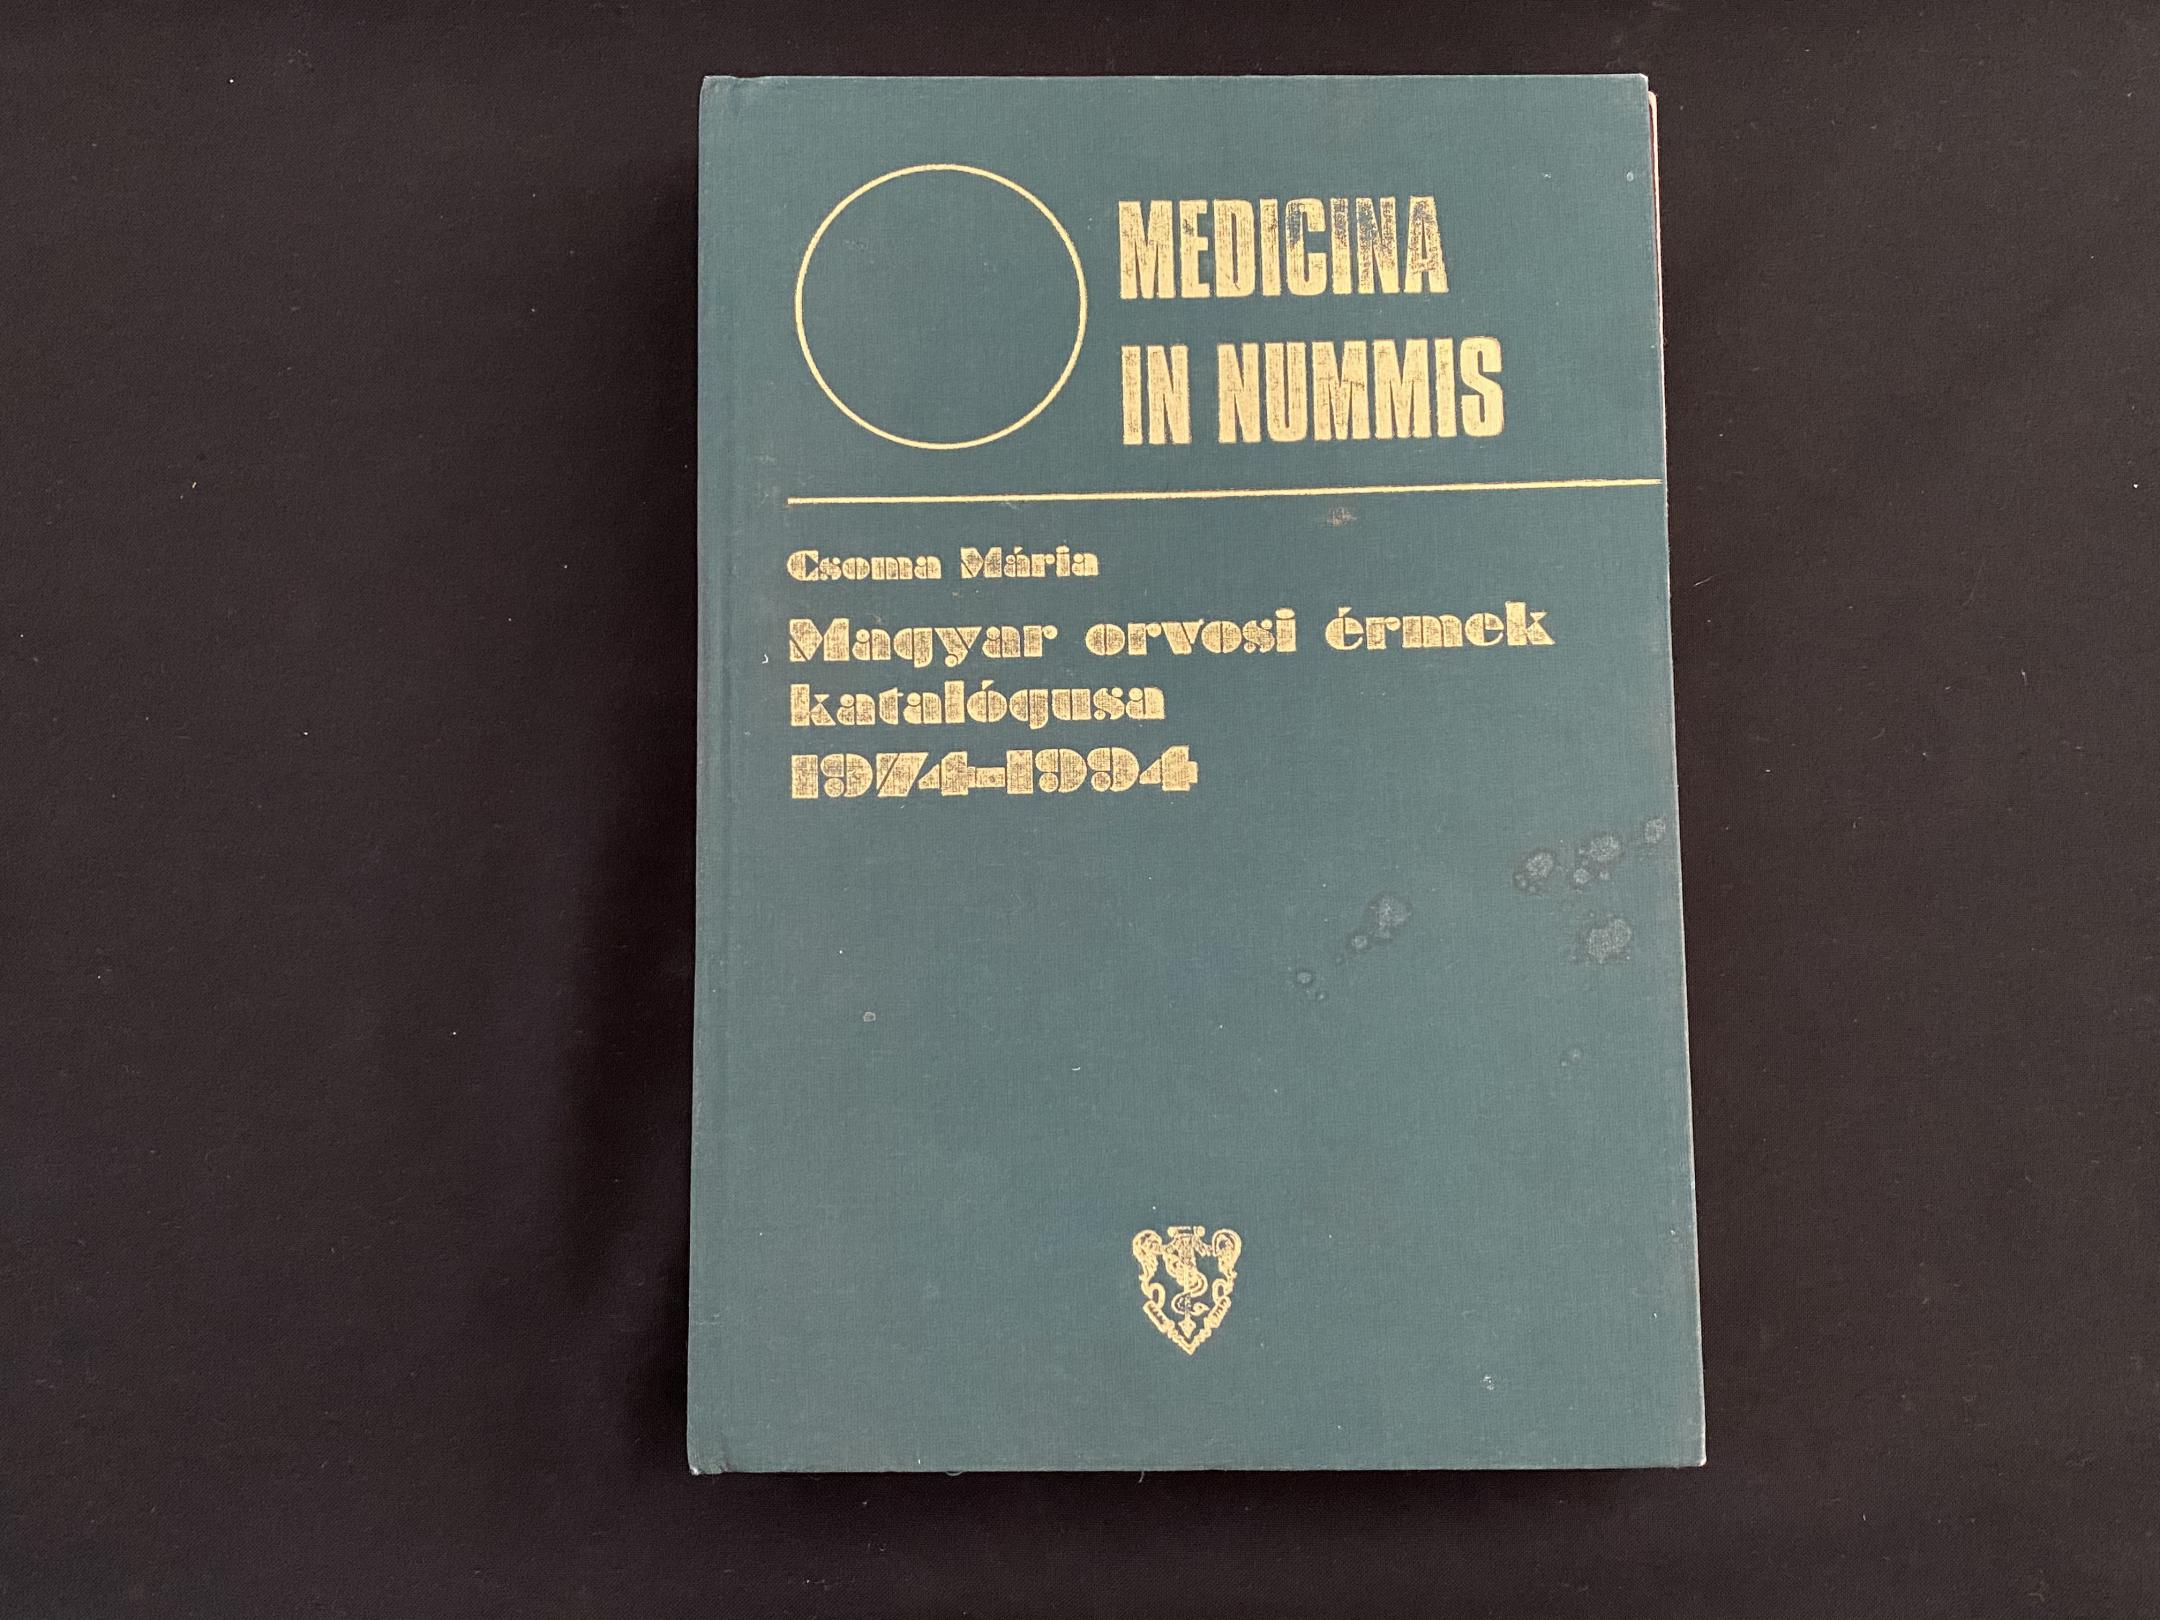 MEDICINA
IN NUMMIS
Csoma Mária
Magyar orvosi érmek
katalógusa
1974-1994